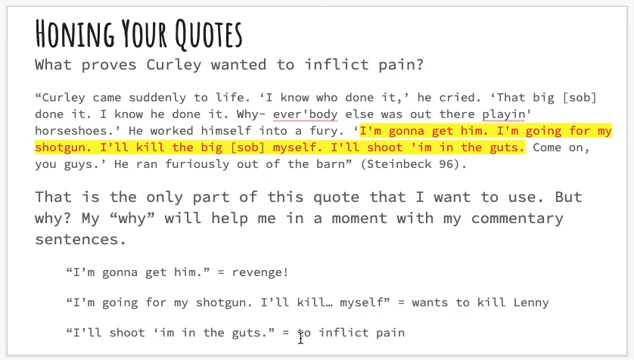 Honing Your Quotes
What proves Curley wanted to inflict pain?
“Curley came suddenly to life. ‘I know who done it,’ he cried. ‘That big [sob]
done it. I know he done it. Why- ever'body else was out there playin'
horseshoes.’ He worked himself into a fury. ‘I'm gonna get him. I'm going for my
shotgun. I'll kill the big [sob] myself. I'll shoot 'im in the guts. Come on,
you guys.’ He ran furiously out of the barn” (Steinbeck 96).
That is the only part of this quote that I want to use. But
why? My “why” will help me in a moment with my commentary
sentences.
“I’m gonna get him.” = revenge!
“I’m going for my shotgun. I’ll kill… myself” = wants to kill Lenny
“I’ll shoot ‘im in the guts.” = to inflict pain